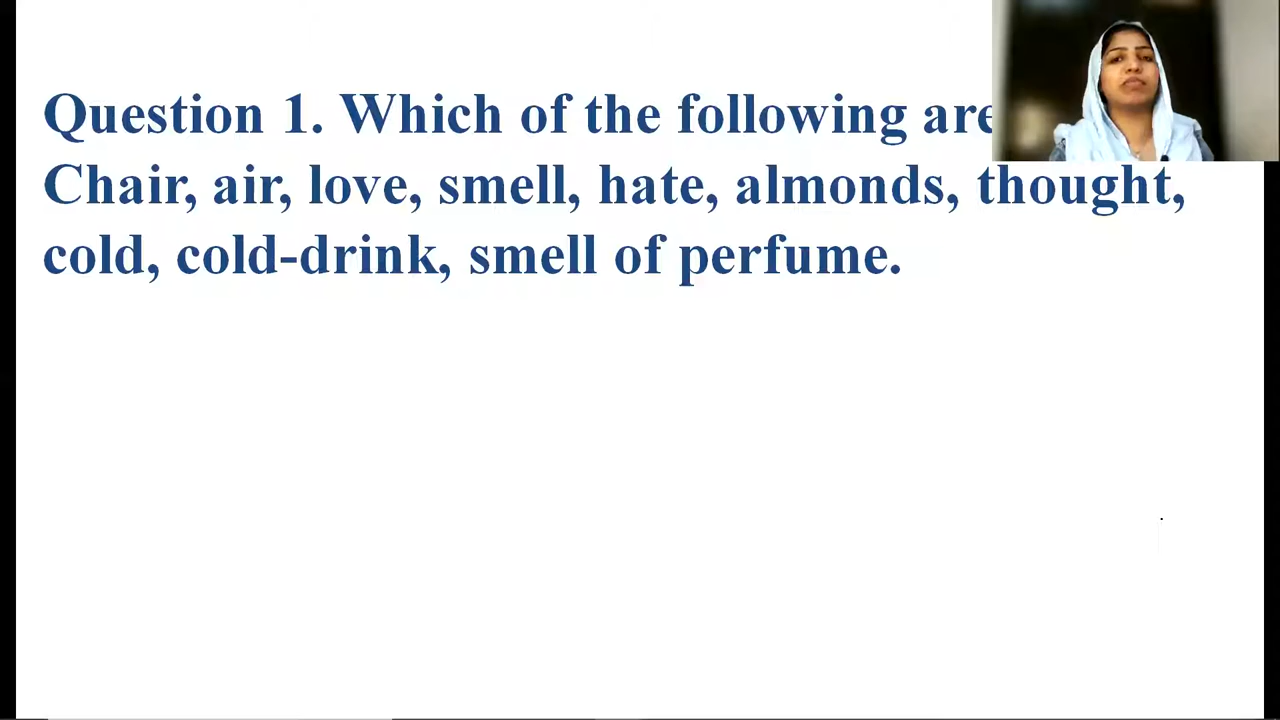 Question 1. Which of the following are
Chair, air, love, smell, hate, almonds, thought,
cold, cold-drink, smell of perfume.